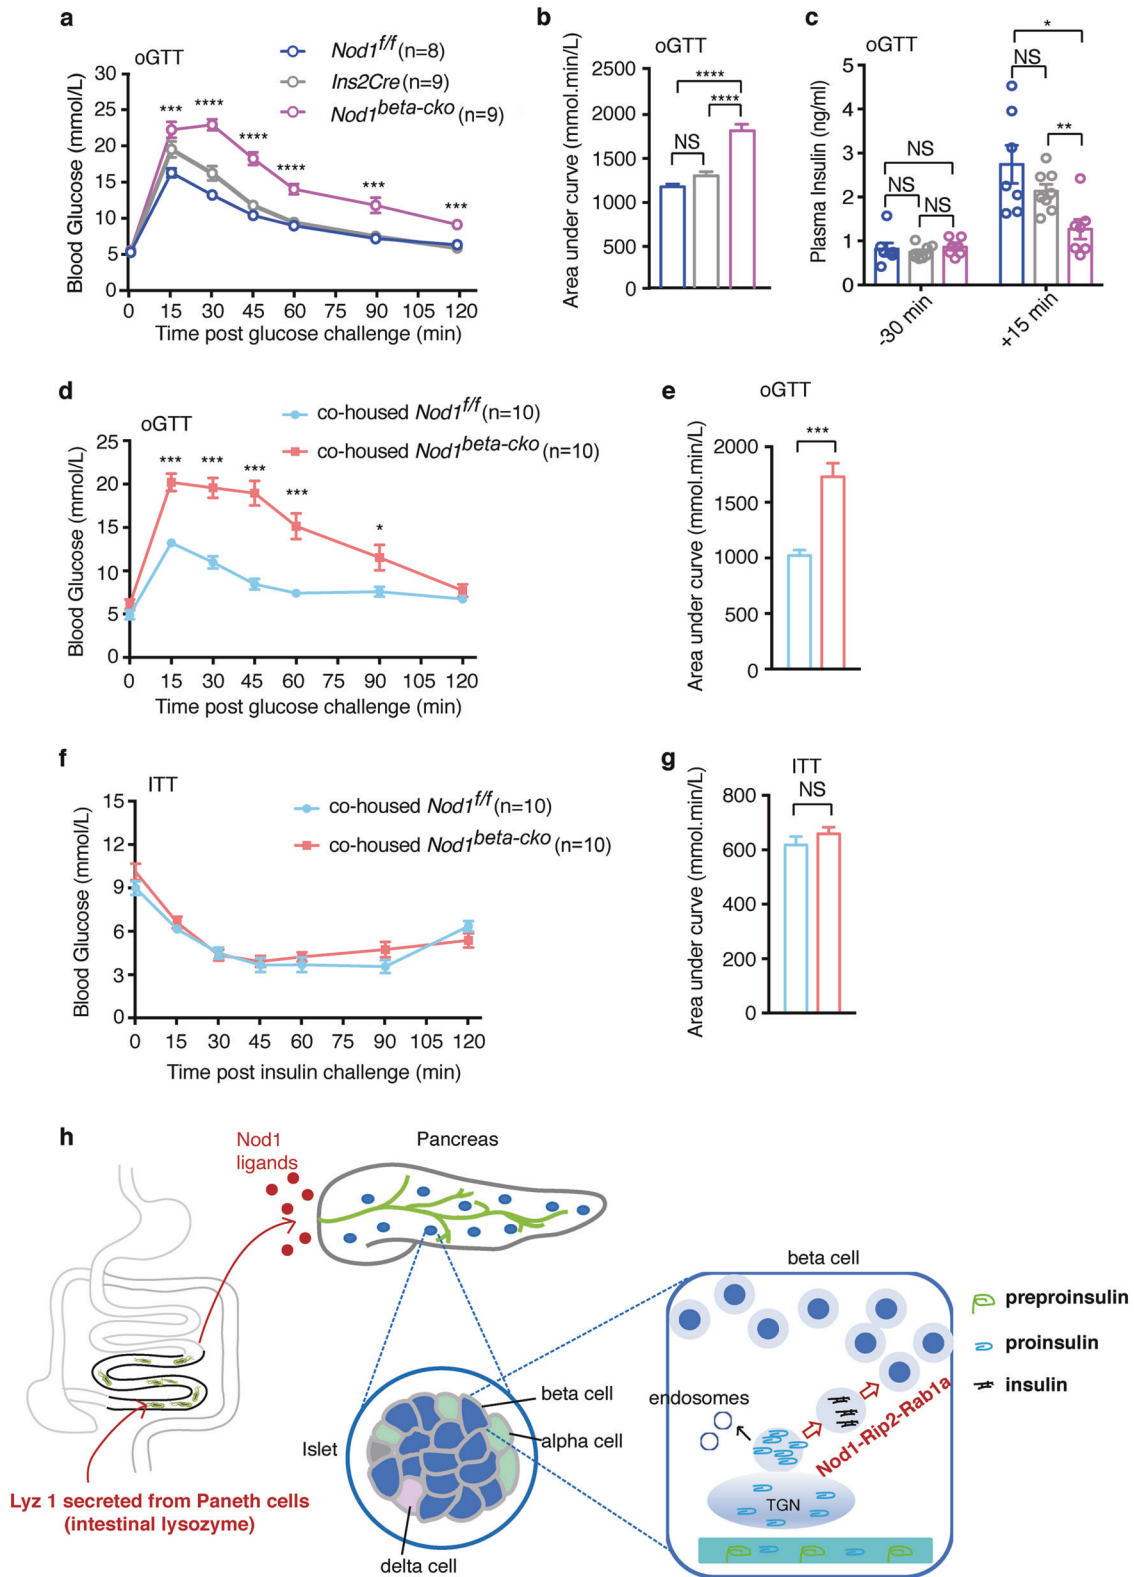 a
oGTT
Nod1f/f (n=8)
Ins2Cre (n=9)
Nod1beta-cko (n=9)
Blood Glucose (mmol/L)
30
25
20
15
10
5
0
*** **** **** **** *** ***
0 15 30 45 60 75 90 105 120
Time post glucose challenge (min)
b
oGTT
Area under curve (mmol.min/L)
2500
2000
1500
1000
500
0
****
****
NS
c
oGTT
Plasma Insulin (ng/ml)
5
4
3
2
1
0
*
NS
**
NS
NS
NS
-30 min
+15 min
d
oGTT
co-housed Nod1f/f (n=10)
co-housed Nod1beta-cko (n=10)
Blood Glucose (mmol/L)
25
20
15
10
5
0
*** *** *** *** *
0 15 30 45 60 75 90 105 120
Time post glucose challenge (min)
e
oGTT
Area under curve (mmol.min/L)
2000
1500
1000
500
0
***
f
ITT
co-housed Nod1f/f (n=10)
co-housed Nod1beta-cko (n=10)
Blood Glucose (mmol/L)
15
12
9
6
3
0
0 15 30 45 60 75 90 105 120
Time post insulin challenge (min)
g
ITT
NS
Area under curve (mmol.min/L)
800
600
400
200
0
h
Nod1
ligands
Pancreas
beta cell
preproinsulin
proinsulin
insulin
endosomes
Nod1-Rip2-Rab1a
TGN
beta cell
alpha cell
Islet
delta cell
Lyz 1 secreted from Paneth cells
(intestinal lysozyme)